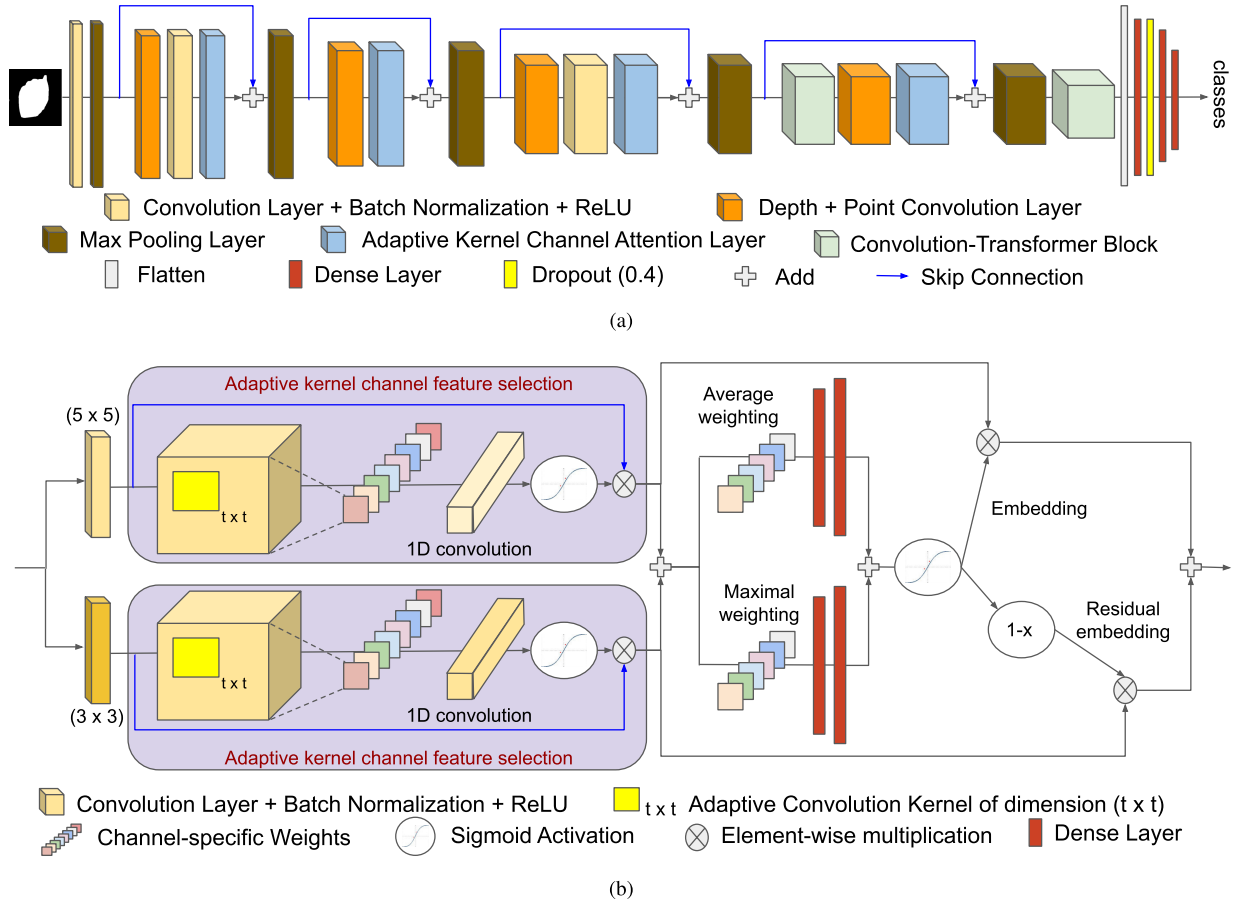 classes
Convolution Layer + Batch Normalization + ReLU
Depth + Point Convolution Layer
Max Pooling Layer
Adaptive Kernel Channel Attention Layer
Convolution-Transformer Block
Flatten
Dense Layer
Dropout (0.4)
Add
Skip Connection
(a)
Adaptive kernel channel feature selection
(5 x 5)
t x t
1D convolution
Average
weighting
Embedding
(3 x 3)
t x t
1D convolution
Adaptive kernel channel feature selection
Maximal
weighting
1-x
Residual
embedding
Convolution Layer + Batch Normalization + ReLU
t x t Adaptive Convolution Kernel of dimension (t x t)
Channel-specific Weights
Sigmoid Activation
Element-wise multiplication
Dense Layer
(b)